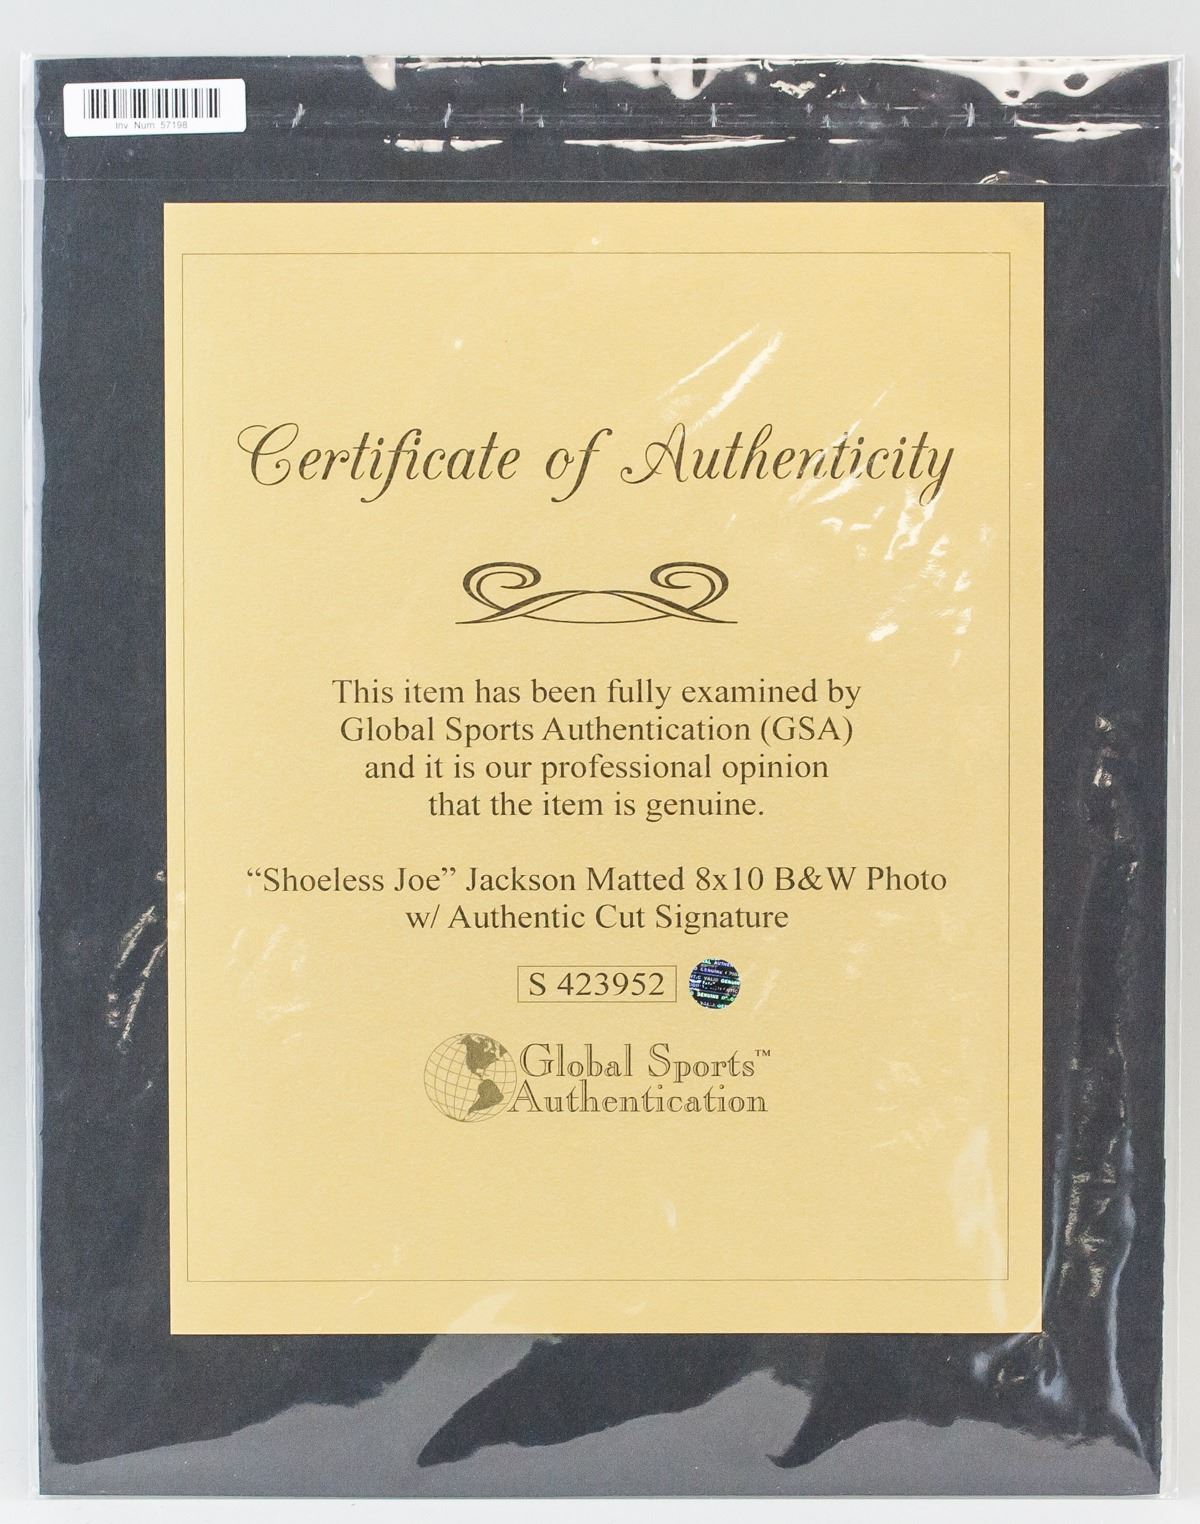 Inv Num 57198
Certificate of Authenticity
This item has been fully examined by
Global Sports Authentication (GSA)
and it is our professional opinion
that the item is genuine.
“Shoeless Joe” Jackson Matted 8x10 B&W Photo
w/ Authentic Cut Signature
S 423952
Global Sports™
Authentication